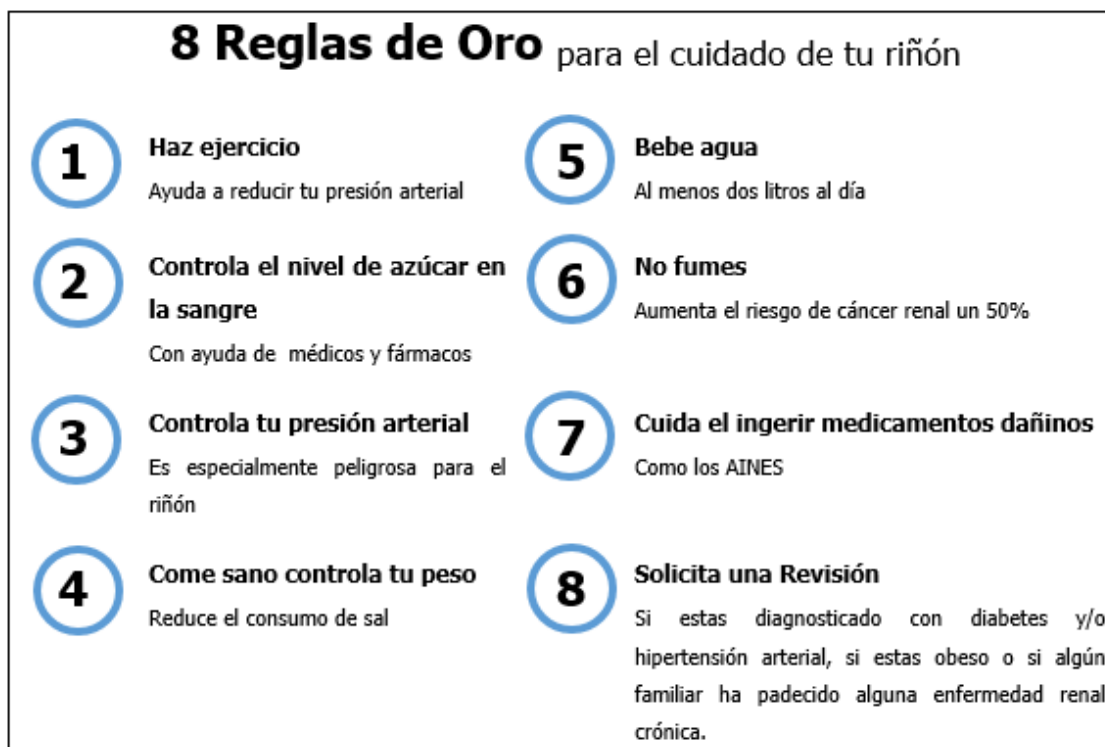 8 Reglas de Oro para el cuidado de tu riñón
1
Haz ejercicio
Ayuda a reducir tu presión arterial
2
Controla el nivel de azúcar en
la sangre
Con ayuda de médicos y fármacos
3
Controla tu presión arterial
Es especialmente peligrosa para el
riñón
4
Come sano controla tu peso
Reduce el consumo de sal
5
Bebe agua
Al menos dos litros al día
6
No fumes
Aumenta el riesgo de cáncer renal un 50%
7
Cuida el ingerir medicamentos dañinos
Como los AINES
8
Solicita una Revisión
Si estas diagnosticado con diabetes y/o
hipertensión arterial, si estas obeso o si algún
familiar ha padecido alguna enfermedad renal
crónica.